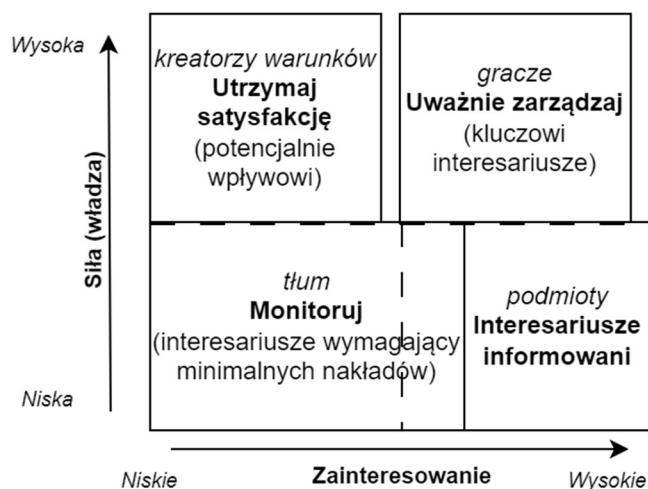 Wysoka
Siła (władza)
Niska
kreatorzy warunków
Utrzymaj
satysfakcję
(potencjalnie
wpływowi)
gracze
Uważnie zarządzaj
(kluczowi
interesariusze)
tłum
Monitoruj
(interesariusze wymagający
minimalnych nakładów)
podmioty
Interesariusze
informowani
Niskie
Zainteresowanie
Wysokie